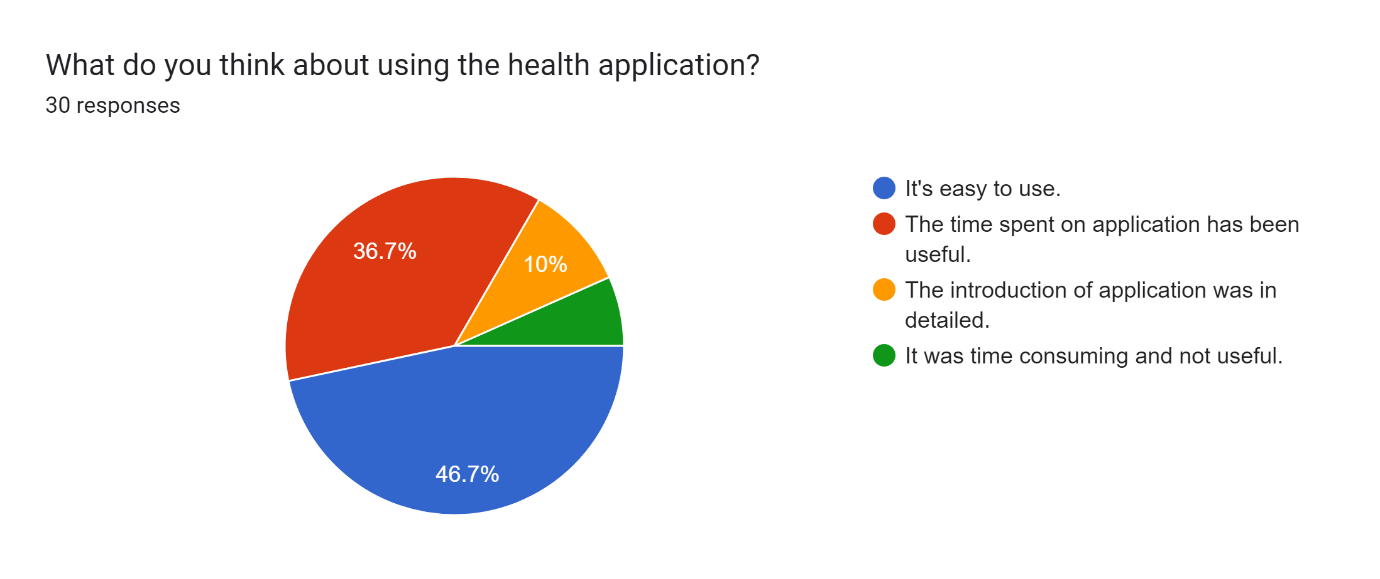 What do you think about using the health application?
30 responses
36.7%
10%
46.7%
It's easy to use.
The time spent on application has been
useful.
The introduction of application was in
detailed.
It was time consuming and not useful.